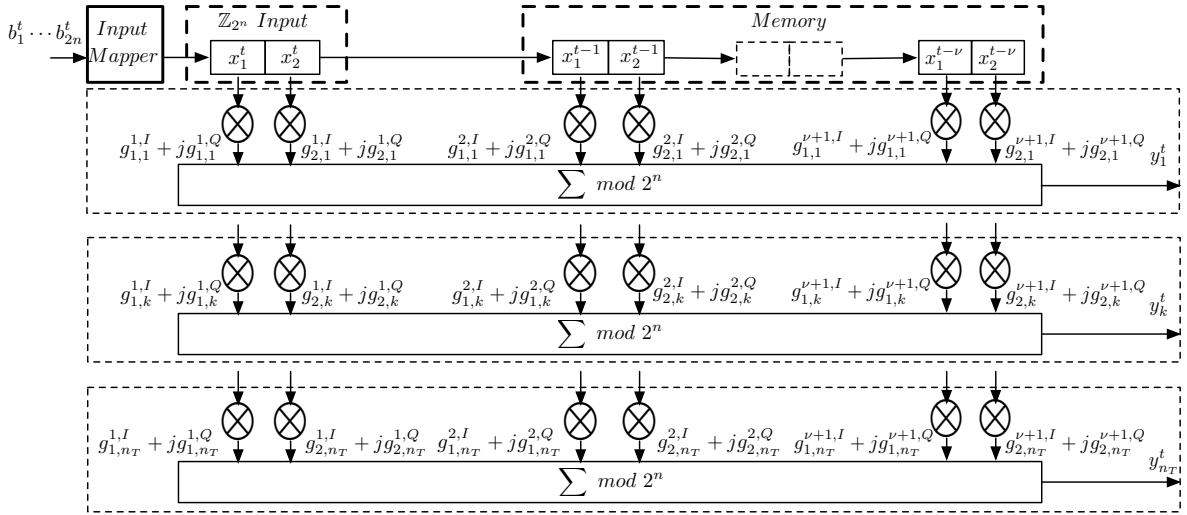 b_1^t ⋯ b_{2n}^t
Input Mapper
ℤ_{2^n} Input
Memory
x_1^t x_2^t
x_1^{t−1} x_2^{t−1}
x_1^{t−ν} x_2^{t−ν}
g_{1,1}^{1,I} + jg_{1,1}^{1,Q}
g_{2,1}^{1,I} + jg_{2,1}^{1,Q}
g_{1,1}^{2,I} + jg_{1,1}^{2,Q}
g_{2,1}^{2,I} + jg_{2,1}^{2,Q}
g_{1,1}^{ν+1,I} + jg_{1,1}^{ν+1,Q}
g_{2,1}^{ν+1,I} + jg_{2,1}^{ν+1,Q}
y_1^t
∑ mod 2^n
g_{1,k}^{1,I} + jg_{1,k}^{1,Q}
g_{2,k}^{1,I} + jg_{2,k}^{1,Q}
g_{1,k}^{2,I} + jg_{1,k}^{2,Q}
g_{2,k}^{2,I} + jg_{2,k}^{2,Q}
g_{1,k}^{ν+1,I} + jg_{1,k}^{ν+1,Q}
g_{2,k}^{ν+1,I} + jg_{2,k}^{ν+1,Q}
y_k^t
∑ mod 2^n
g_{1,n_T}^{1,I} + jg_{1,n_T}^{1,Q}
g_{2,n_T}^{1,I} + jg_{2,n_T}^{1,Q}
g_{1,n_T}^{2,I} + jg_{1,n_T}^{2,Q}
g_{2,n_T}^{2,I} + jg_{2,n_T}^{2,Q}
g_{1,n_T}^{ν+1,I} + jg_{1,n_T}^{ν+1,Q}
g_{2,n_T}^{ν+1,I} + jg_{2,n_T}^{ν+1,Q}
y_{n_T}^t
∑ mod 2^n